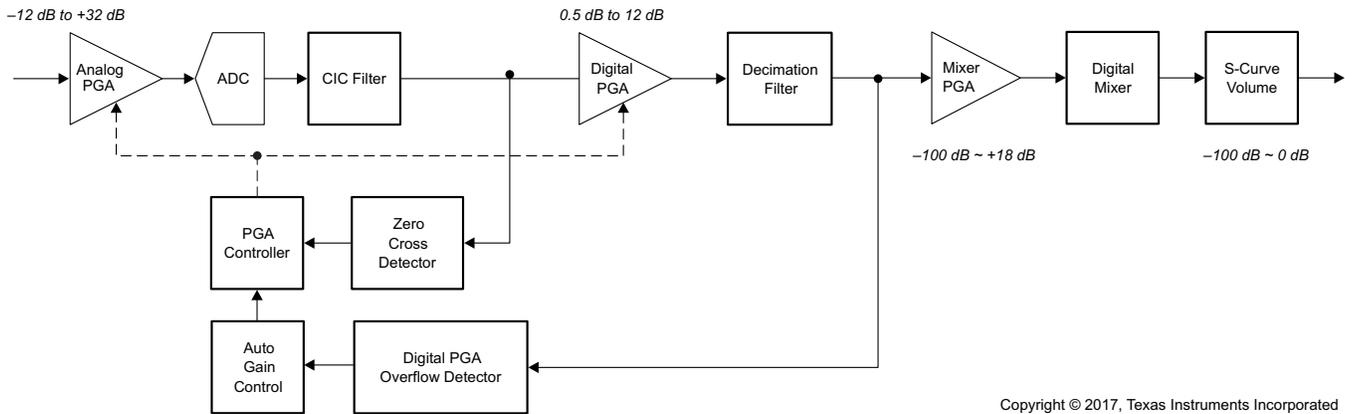 –12 dB to +32 dB
0.5 dB to 12 dB
Analog
PGA
ADC
CIC Filter
Digital
PGA
Decimation
Filter
Mixer
PGA
Digital
Mixer
S-Curve
Volume
–100 dB ~ +18 dB
–100 dB ~ 0 dB
PGA
Controller
Zero
Cross
Detector
Auto
Gain
Control
Digital PGA
Overflow Detector
Copyright © 2017, Texas Instruments Incorporated